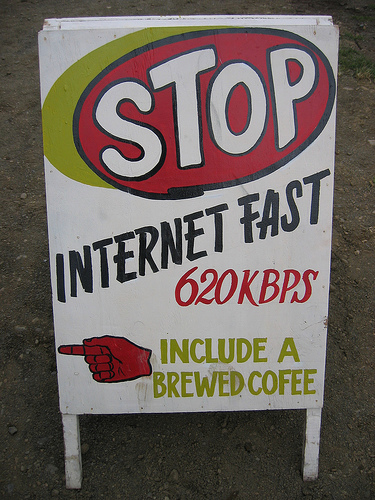 STOP
INTERNET FAST
620KBPS
INCLUDE A
BREWED COFEE